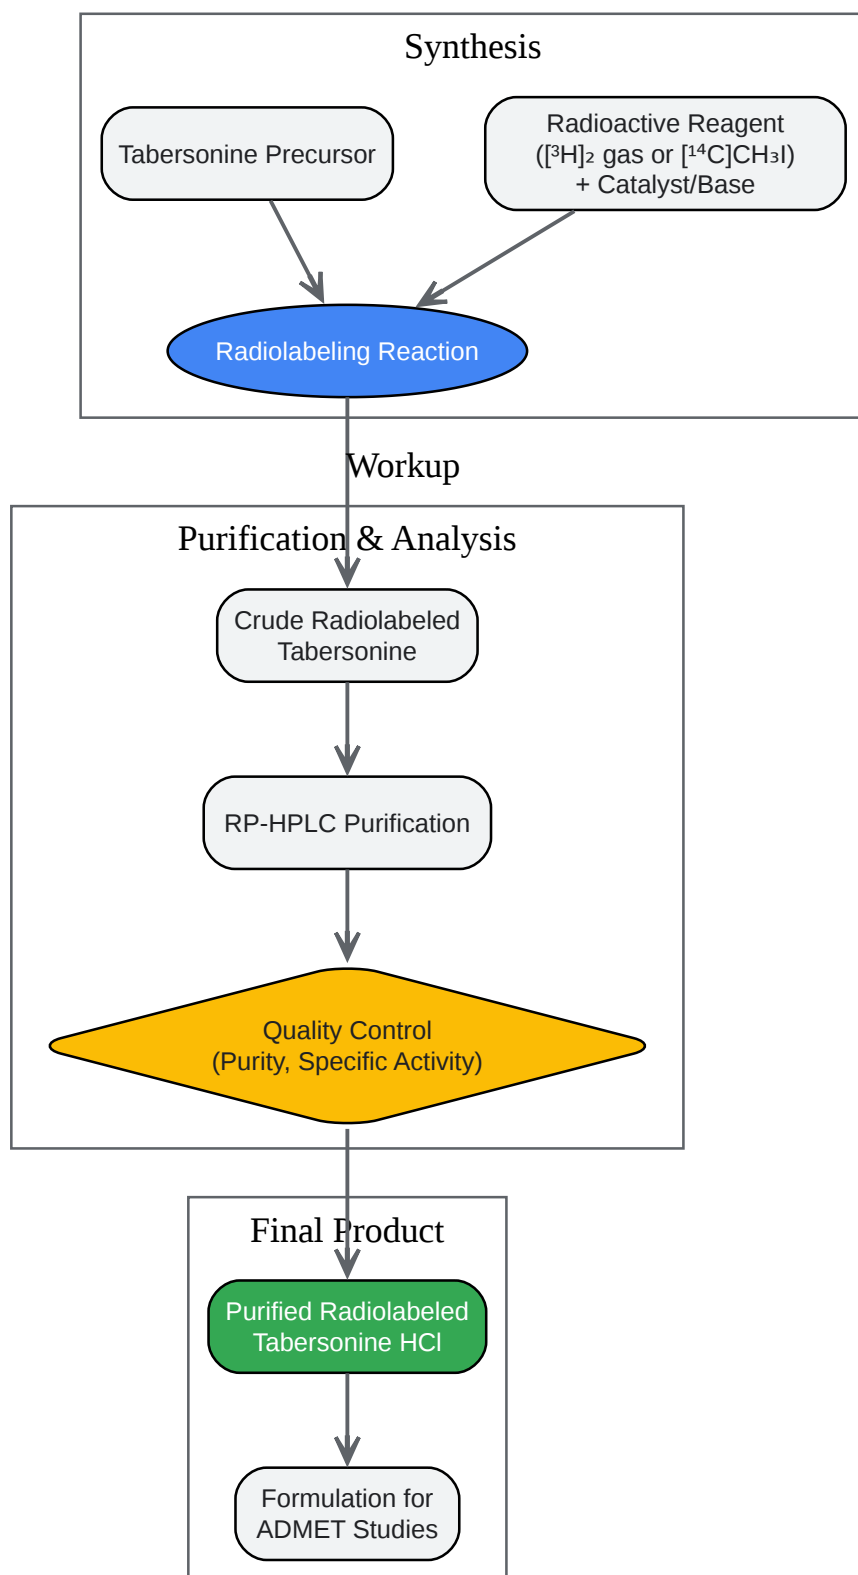 Synthesis
Tabersonine Precursor
Radioactive Reagent
([³H]₂ gas or [¹⁴C]CH₃I)
+ Catalyst/Base
Radiolabeling Reaction
Workup
Purification & Analysis
Crude Radiolabeled
Tabersonine
RP-HPLC Purification
Quality Control
(Purity, Specific Activity)
Final Product
Purified Radiolabeled
Tabersonine HCl
Formulation for
ADMET Studies